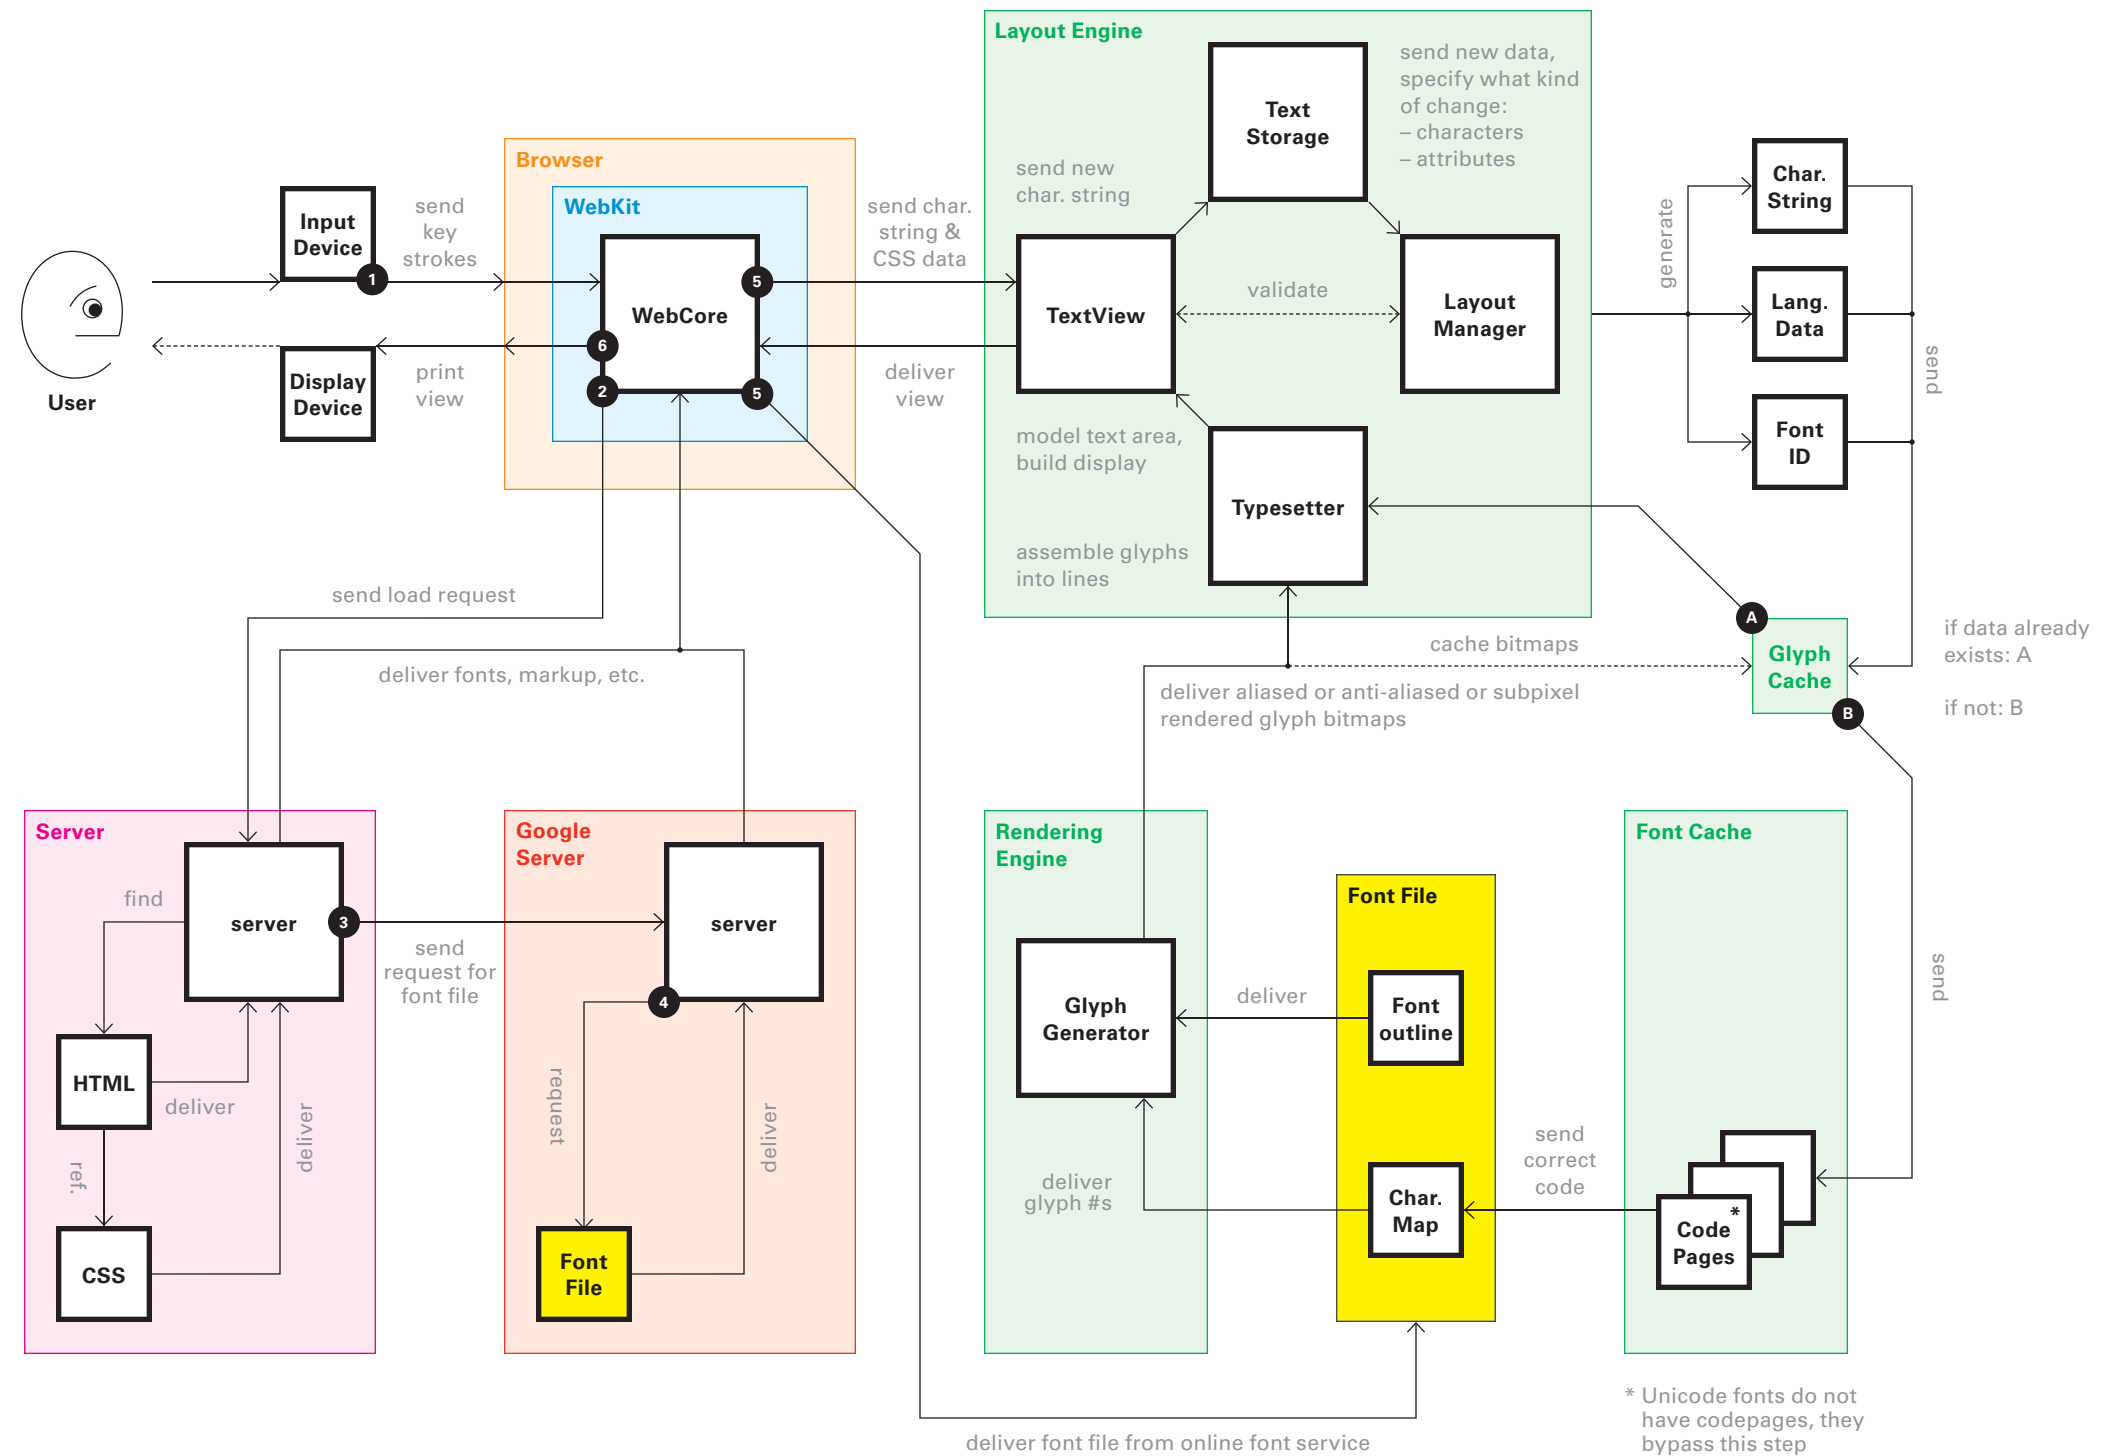 Layout Engine
Text
Storage
send new data,
specify what kind
of change:
– characters
– attributes
send new
char. string
Browser
WebKit
Input
Device
1
send
key
strokes
WebCore
5
6
2
5
send char.
string &
CSS data
TextView
validate
Layout
Manager
generate
Char.
String
Lang.
Data
Font
ID
send
User
Display
Device
print
view
deliver
view
model text area,
build display
Typesetter
assemble glyphs
into lines
send load request
deliver fonts, markup, etc.
cache bitmaps
deliver aliased or anti-aliased or subpixel
rendered glyph bitmaps
A
Glyph
Cache
B
if data already
exists: A
if not: B
send
Server
server
3
find
HTML
deliver
ref.
CSS
deliver
send
request for
font file
Google
Server
server
4
request
deliver
Font
File
Rendering
Engine
Glyph
Generator
deliver
deliver
glyph #s
Font File
Font
outline
Char.
Map
send
correct
code
Font Cache
Code *
Pages
* Unicode fonts do not
have codepages, they
bypass this step
deliver font file from online font service